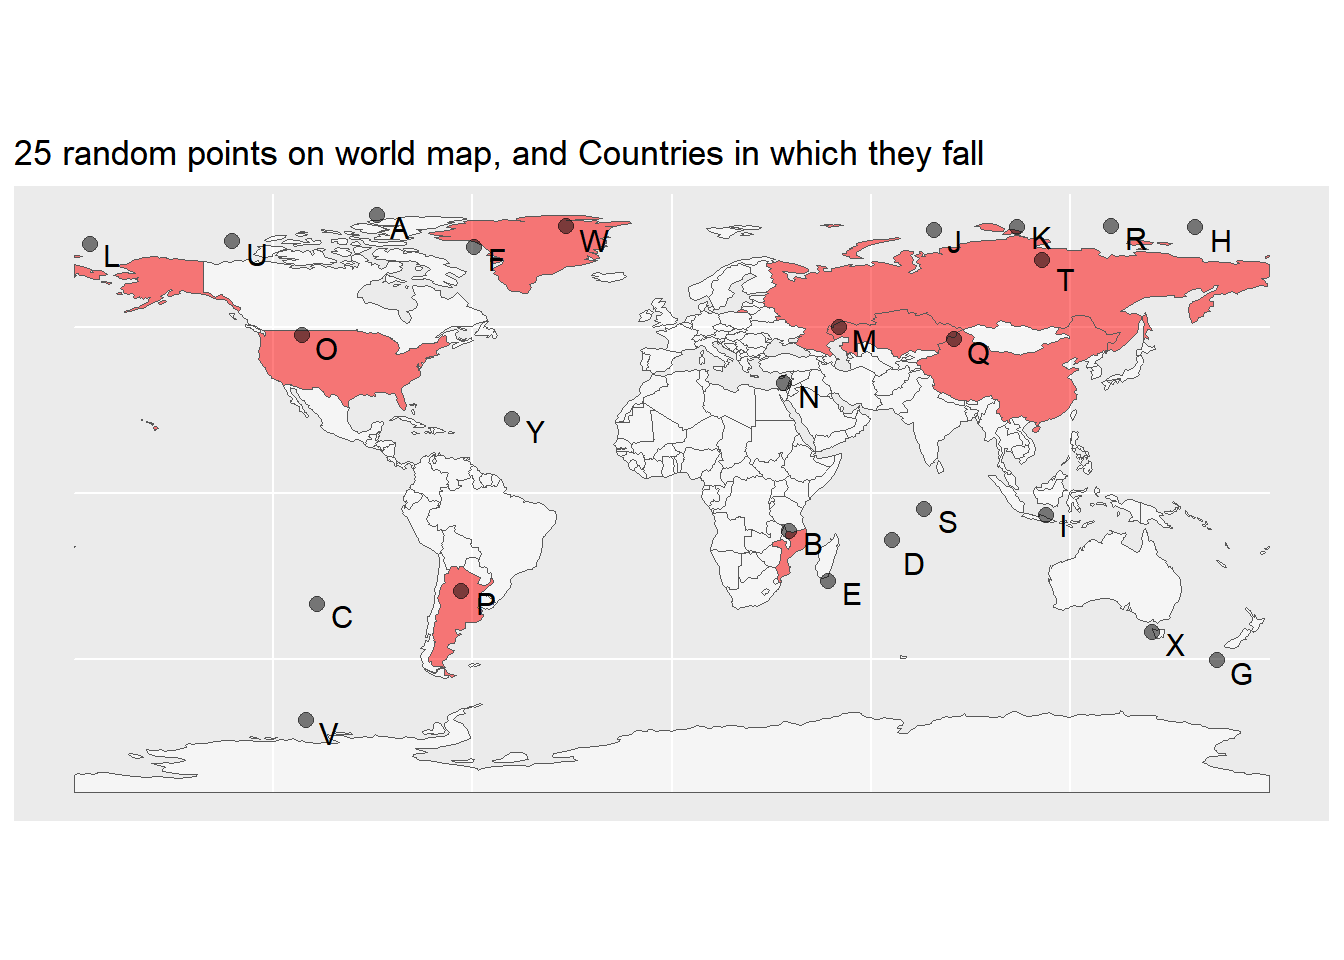 25 random points on world map, and Countries in which they fall
A
L
U
F
W
J
K
R
H
T
O
M
Q
N
Y
S
I
B
D
E
C
P
X
G
V